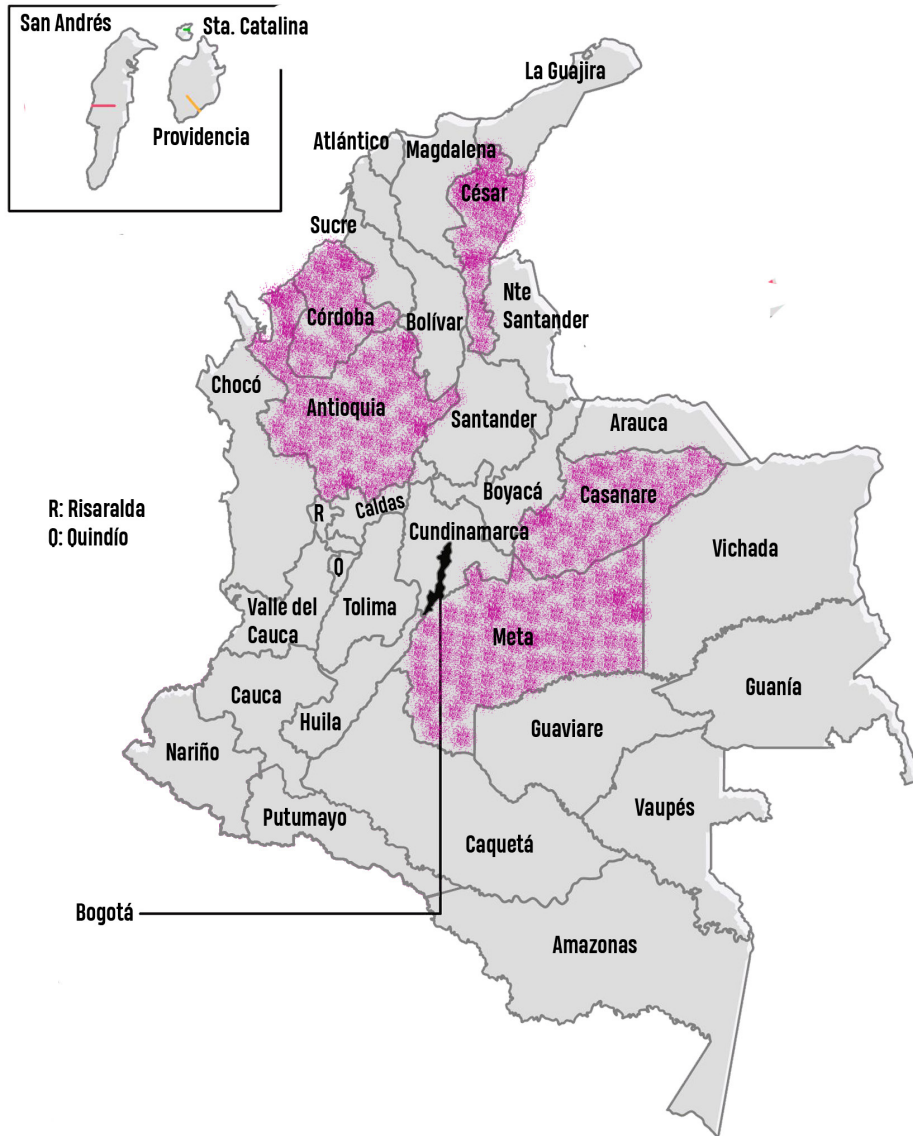 San Andrés
Sta. Catalina
Providencia
La Guajira
Atlántico
Magdalena
César
Sucre
Nte
Santander
Córdoba
Bolívar
Chocó
Antioquia
Santander
Arauca
Boyacá
Casanare
R: Risaralda
Q: Quindío
R
Caldas
Cundinamarca
Vichada
Q
Valle del
Cauca
Tolima
Meta
Cauca
Huila
Guanía
Guaviare
Nariño
Putumayo
Vaupés
Caquetá
Bogotá
Amazonas